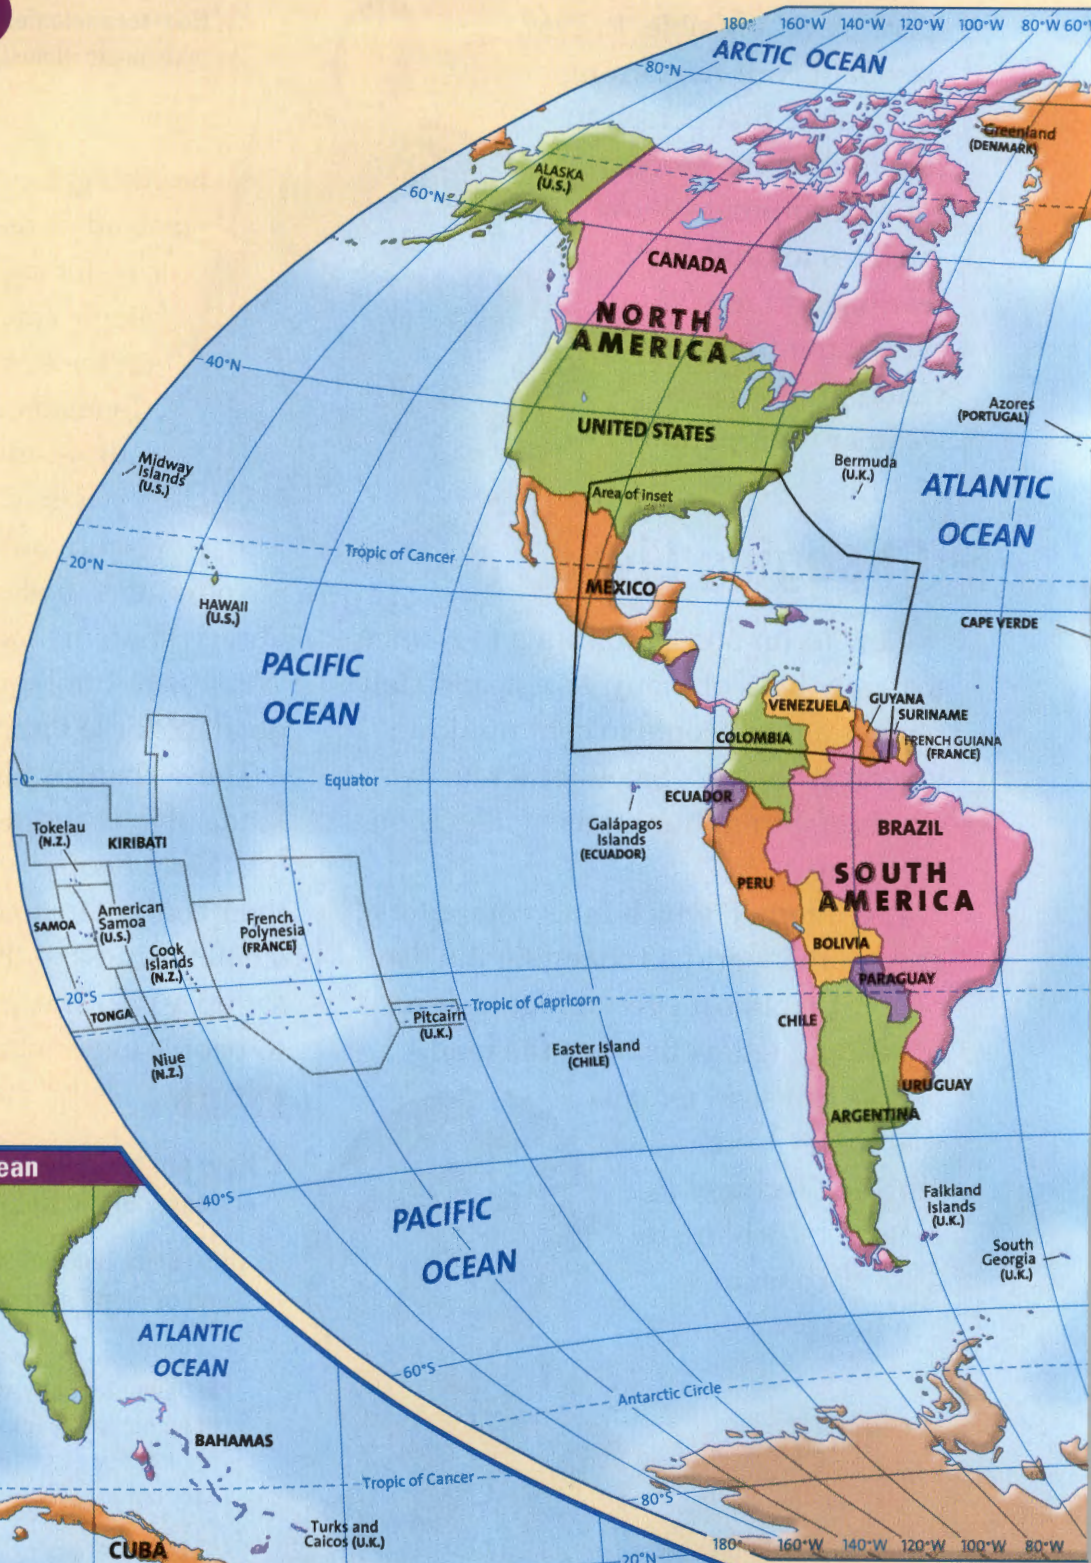 180°
160°W
140°W
120°W
100°W
80°W
60°
ARCTIC OCEAN
80°N
Greenland
(DENMARK)
ALASKA
(U.S.)
60°N
CANADA
NORTH
AMERICA
40°N
UNITED STATES
Azores
(PORTUGAL)
Midway
Islands
(U.S.)
Bermuda
(U.K.)
ATLANTIC
OCEAN
Area of inset
Tropic of Cancer
20°N
MEXICO
HAWAII
(U.S.)
CAPE VERDE
PACIFIC
OCEAN
VENEZUELA
GUYANA
SURINAME
COLOMBIA
FRENCH GUIANA
(FRANCE)
0°
Equator
ECUADOR
Galápagos
Islands
(ECUADOR)
Tokelau
(N.Z.)
KIRIBATI
BRAZIL
SOUTH
AMERICA
PERU
SAMOA
American
Samoa
(U.S.)
French
Polynesia
(FRANCE)
Cook
Islands
(N.Z.)
BOLIVIA
PARAGUAY
20°S
Tropic of Capricorn
TONGA
Pitcairn
(U.K.)
CHILE
Niue
(N.Z.)
Easter Island
(CHILE)
URUGUAY
ARGENTINA
ean
40°S
PACIFIC
OCEAN
Falkland
Islands
(U.K.)
South
Georgia
(U.K.)
ATLANTIC
OCEAN
60°S
Antarctic Circle
BAHAMAS
Tropic of Cancer
80°S
Turks and
Caicos (U.K.)
CUBA
20°N
180°
160°W
140°W
120°W
100°W
80°W